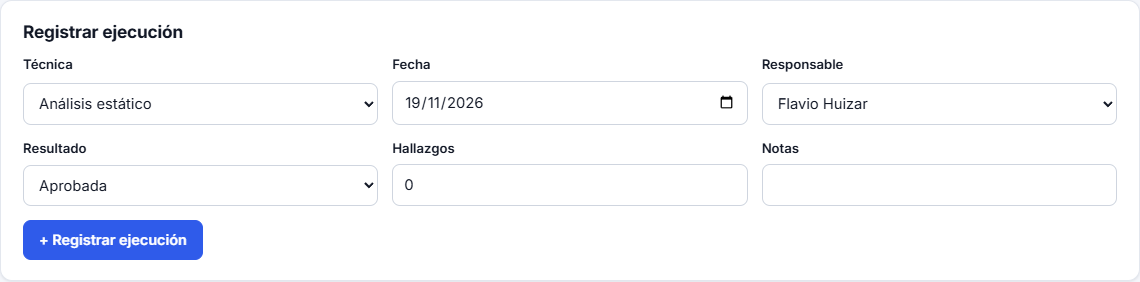 Registrar ejecución
Técnica Fecha Responsable
Análisis estático 19/11/2026 Flavio Huizar
Resultado Hallazgos Notas
Aprobada 0
+ Registrar ejecución